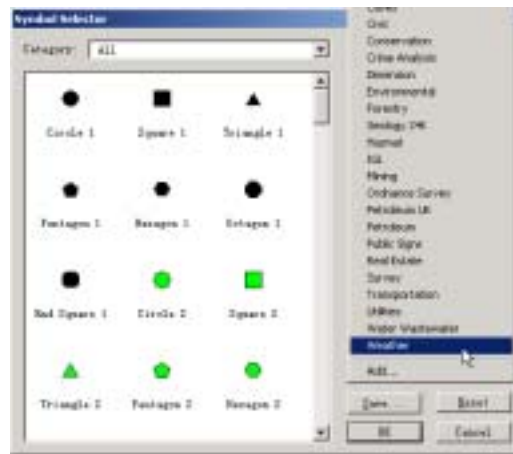 Symbol Selector
Category: All
Circle 1
Square 1
Triangle 1
Pentagon 1
Hexagon 1
Octagon 1
Rnd Square 1
Circle 2
Square 2
Triangle 2
Pentagon 2
Hexagon 2
Civic
Conservation
Crime Analysis
Dimension
Environmental
Forestry
Geology
Hazmat
Mining
Ordnance Survey
Petroleum UK
Petroleum
Public Signs
Real Estate
Survey
Transportation
Utilities
Water Wastewater
Weather
Add...
Save...
Reset
OK
Cancel